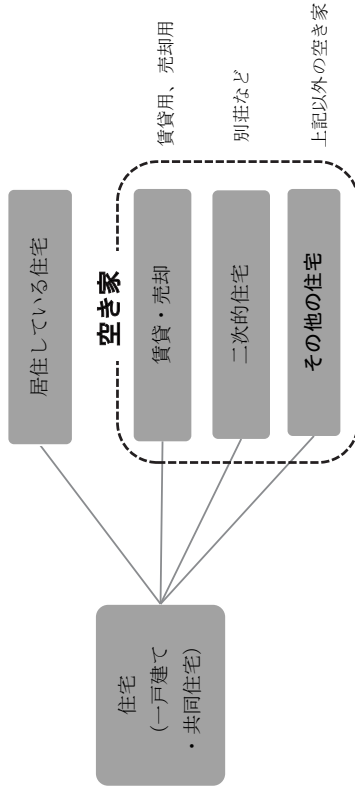 住宅
(一戸建て
・共同住宅)
居住している住宅
空き家
賃貸・売却
賃貸用、売却用
二次的住宅
別荘など
その他の住宅
上記以外の空き家